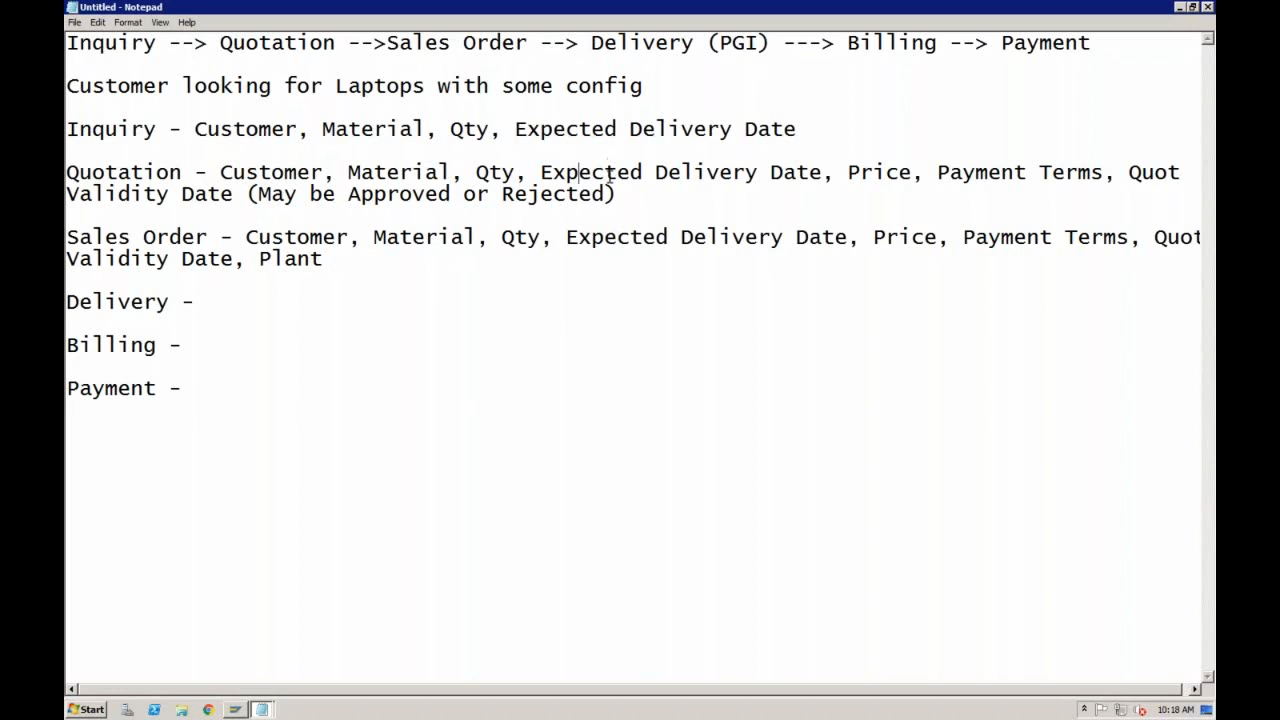 Untitled - Notepad
File Edit Format View Help
Inquiry --> Quotation -->Sales Order --> Delivery (PGI) ---> Billing --> Payment
Customer looking for Laptops with some config
Inquiry - Customer, Material, Qty, Expected Delivery Date
Quotation - Customer, Material, Qty, Expected Delivery Date, Price, Payment Terms, Quot
Validity Date (May be Approved or Rejected)
Sales Order - Customer, Material, Qty, Expected Delivery Date, Price, Payment Terms, Quot
Validity Date, Plant
Delivery -
Billing -
Payment -
Start
10:18 AM